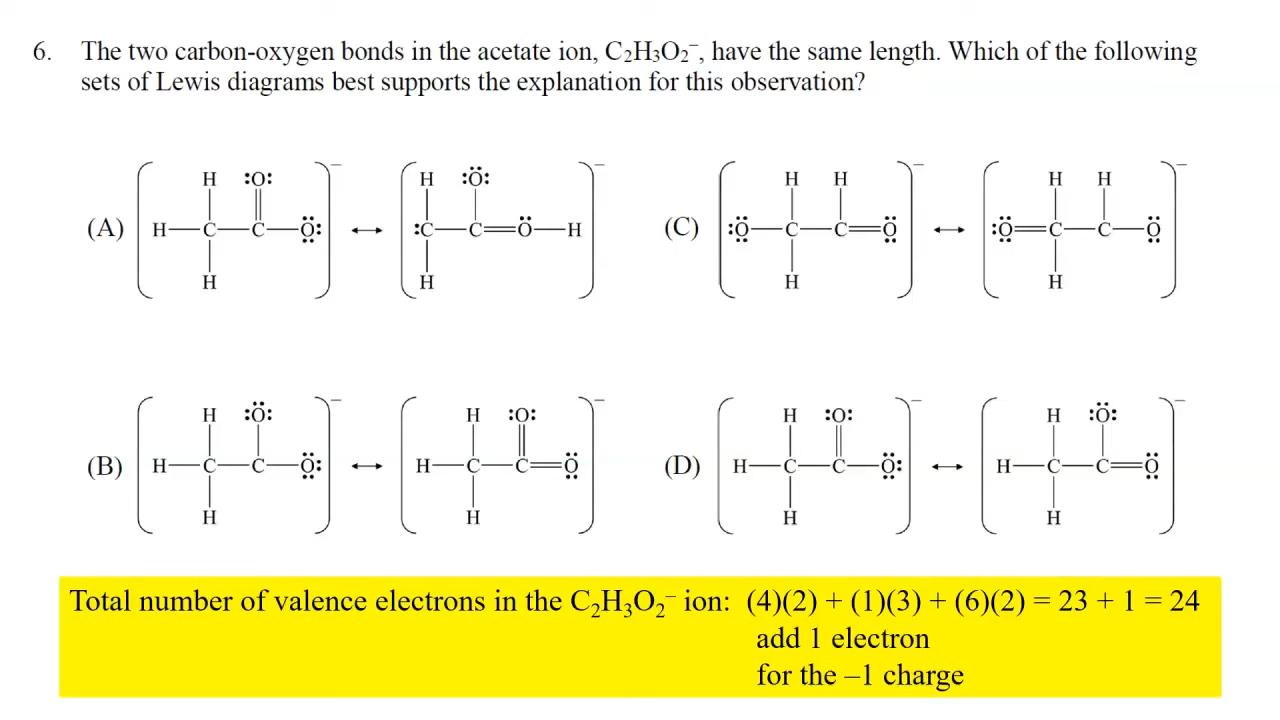 6. The two carbon-oxygen bonds in the acetate ion, C₂H₃O₂⁻, have the same length. Which of the following
sets of Lewis diagrams best supports the explanation for this observation?
(A) [ H :O: ]⁻ ↔ [ H :Ö: ]⁻
H—C—C—O: :C—C=O—H
H H
(C) [ H H ]⁻ ↔ [ H H ]⁻
:O—C—C=O :O=C—C—O
H H
(B) [ H :Ö: ]⁻ ↔ [ H :O: ]⁻
H—C—C—O: H—C—C=O
H H
(D) [ H :O: ]⁻ ↔ [ H :Ö: ]⁻
H—C—C—O: H—C—C=O
H H
Total number of valence electrons in the C₂H₃O₂⁻ ion: (4)(2) + (1)(3) + (6)(2) = 23 + 1 = 24
add 1 electron
for the –1 charge